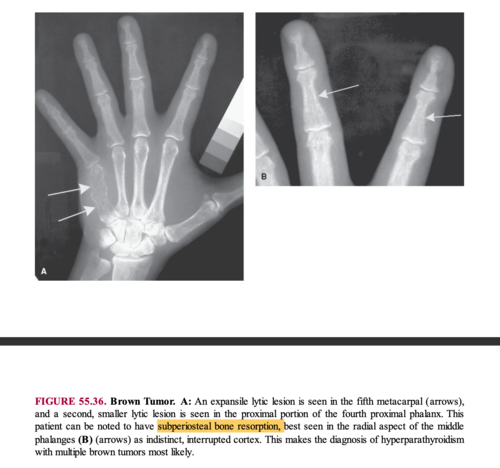 A
B
FIGURE 55.36. Brown Tumor. A: An expansile lytic lesion is seen in the fifth metacarpal (arrows),
and a second, smaller lytic lesion is seen in the proximal portion of the fourth proximal phalanx. This
patient can be noted to have subperiosteal bone resorption, best seen in the radial aspect of the middle
phalanges (B) (arrows) as indistinct, interrupted cortex. This makes the diagnosis of hyperparathyroidism
with multiple brown tumors most likely.